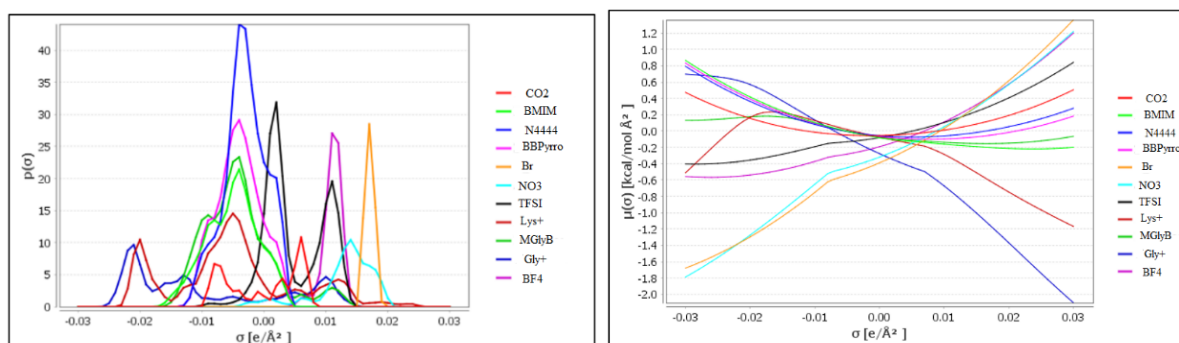 40
35
30
25
20
15
10
5
0
p(σ)
-0.03 -0.02 -0.01 0.00 0.01 0.02 0.03
σ [e/Å²]
CO2
BMIM
N4444
BBPyrro
Br
NO3
TFSI
Lys+
MGlyB
Gly+
BF4
1.2
1.0
0.8
0.6
0.4
0.2
0.0
-0.2
-0.4
-0.6
-0.8
-1.0
-1.2
-1.4
-1.6
-1.8
-2.0
μ(σ) [kcal/mol Å²]
-0.03 -0.02 -0.01 0.00 0.01 0.02 0.03
σ [e/Å²]
CO2
BMIM
N4444
BBPyrro
Br
NO3
TFSI
Lys+
MGlyB
Gly+
BF4